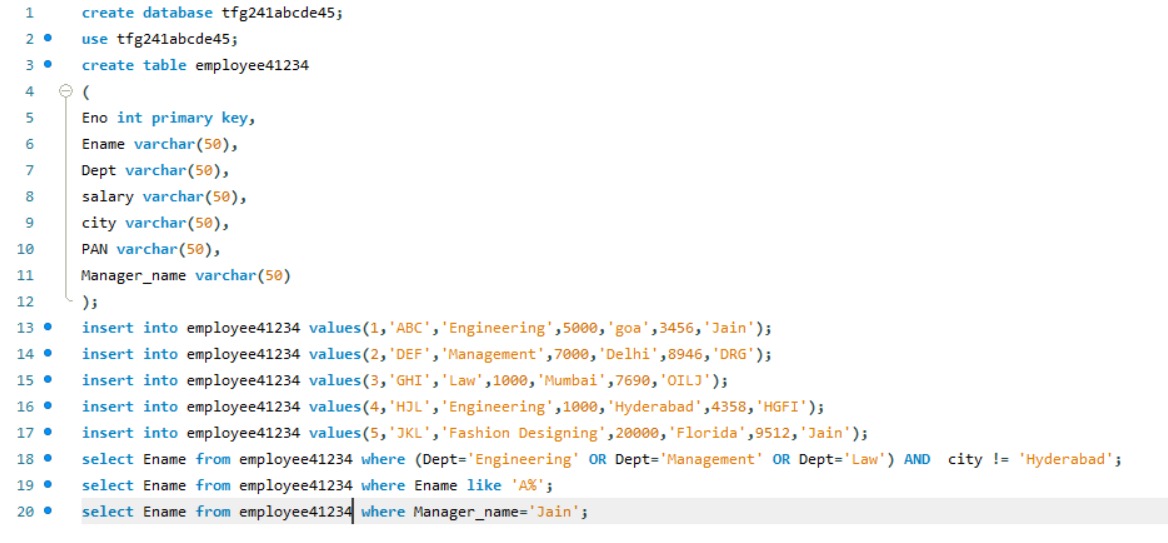 1 create database tfg241abcde45;
2 use tfg241abcde45;
3 create table employee41234
4 (
5 Eno int primary key,
6 Ename varchar(50),
7 Dept varchar(50),
8 salary varchar(50),
9 city varchar(50),
10 PAN varchar(50),
11 Manager_name varchar(50)
12 );
13 insert into employee41234 values(1,'ABC','Engineering',5000,'goa',3456,'Jain');
14 insert into employee41234 values(2,'DEF','Management',7000,'Delhi',8946,'DRG');
15 insert into employee41234 values(3,'GHI','Law',1000,'Mumbai',7690,'OILJ');
16 insert into employee41234 values(4,'HJL','Engineering',1000,'Hyderabad',4358,'HGFI');
17 insert into employee41234 values(5,'JKL','Fashion Designing',20000,'Florida',9512,'Jain');
18 select Ename from employee41234 where (Dept='Engineering' OR Dept='Management' OR Dept='Law') AND  city != 'Hyderabad';
19 select Ename from employee41234 where Ename like 'A%';
20 select Ename from employee41234 where Manager_name='Jain';